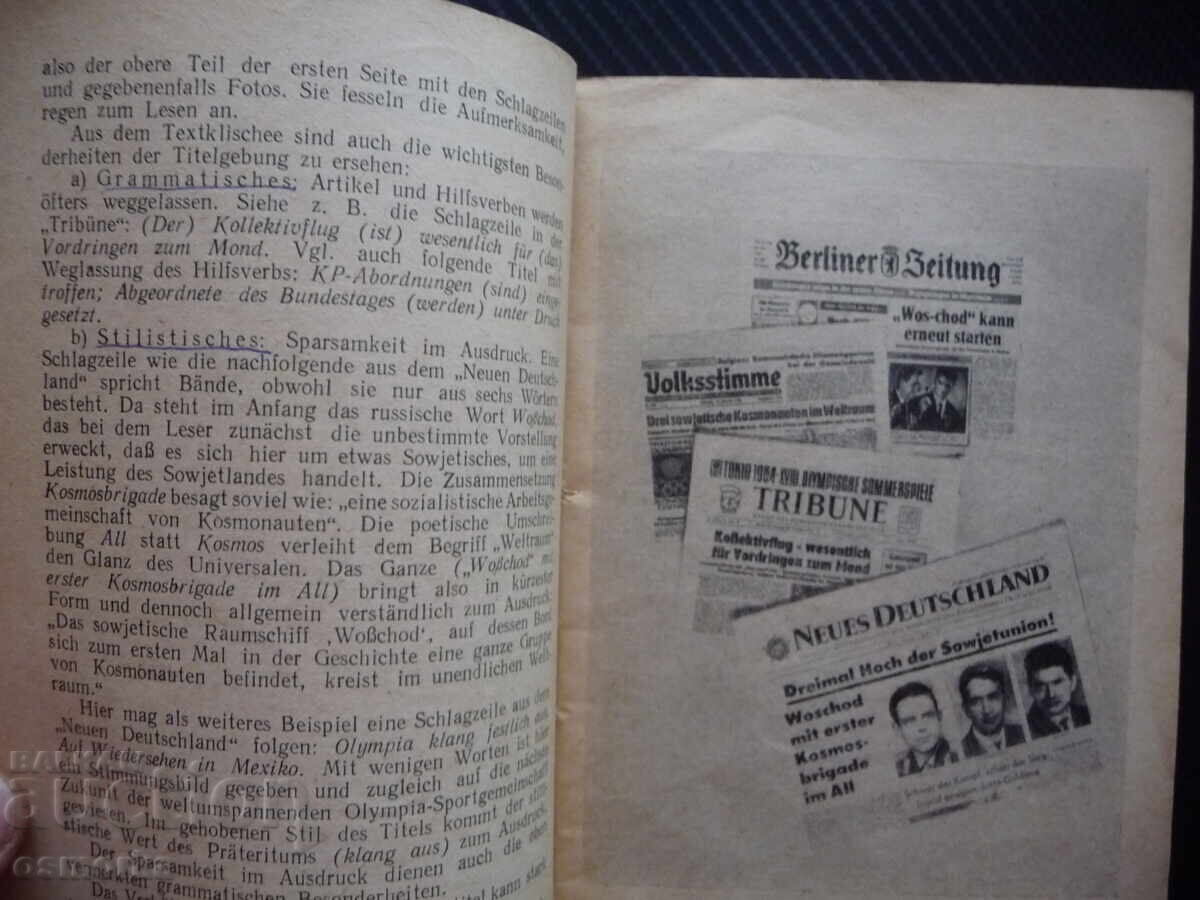 also der obere Teil der ersten Seite mit den Schlagzeilen
und gegebenenfalls Fotos. Sie fesseln die Aufmerksamkeit,
regen zum Lesen an.
Aus dem Textklischee sind auch die wichtigsten Beson-
derheiten der Titelgebung zu ersehen:
a) Grammatisches: Artikel und Hilfsverben werden
öfters weggelassen. Siehe z. B. die Schlagzeile in der
„Tribüne“: (Der) Kollektivflug (ist) wesentlich für (das)
Vordringen zum Mond. Vgl. auch folgende Titel mit
Weglassung des Hilfsverbs: KP-Abordnungen (sind) einge-
troffen; Abgeordnete des Bundestages (werden) unter Druck
gesetzt.
b) Stilistisches: Sparsamkeit im Ausdruck. Eine
Schlagzeile wie die nachfolgende aus dem „Neuen Deutsch-
land“ spricht Bände, obwohl sie nur aus sechs Wörtern
besteht. Da steht im Anfang das russische Wort Woßchod,
das bei dem Leser zunächst die unbestimmte Vorstellung
erweckt, daß es sich hier um etwas Sowjetisches, um eine
Leistung des Sowjetlandes handelt. Die Zusammensetzung
Kosmosbrigade besagt soviel wie: „eine sozialistische Arbeitsge-
meinschaft von Kosmonauten“. Die poetische Umschrei-
bung All statt Kosmos verleiht dem Begriff „Weltraum“
den Glanz des Universalen. Das Ganze („Woßchod“ mit
erster Kosmosbrigade im All) bringt also in kürzester
Form und dennoch allgemein verständlich zum Ausdruck:
„Das sowjetische Raumschiff ‚Woßchod‘, auf dessen Bord
sich zum ersten Mal in der Geschichte eine ganze Gruppe
von Kosmonauten befindet, kreist im unendlichen Welt-
raum.“
Hier mag als weiteres Beispiel eine Schlagzeile aus dem
„Neuen Deutschland“ folgen: Olympia klang festlich aus.
Auf Wiedersehen in Mexiko. Mit wenigen Worten ist hier
ein Stimmungsbild gegeben und zugleich auf die nächste
Zukunft der weltumspannenden Olympia-Sportgemeinschaft
gewiesen. Im gehobenen Stil des Titels kommt der stili-
stische Wert des Präteritums (klang aus) zum Ausdruck.
Der Sparsamkeit im Ausdruck dienen auch die oben
vermerkten grammatischen Besonderheiten.
Das
titel kann stark
Berliner Zeitung
„Wos-chod“ kann
erneut starten
Volksstimme
Drei sowjetische Kosmonauten im Weltraum
TOKIO 1964 XVIII OLYMPISCHE SOMMERSPIELE
TRIBÜNE
Kollektivflug - wesentlich
für Vordringen zum Mond
NEUES DEUTSCHLAND
Dreimal Hoch der Sowjetunion!
Woschod
mit erster
Kosmos-
brigade
im All
osmotic